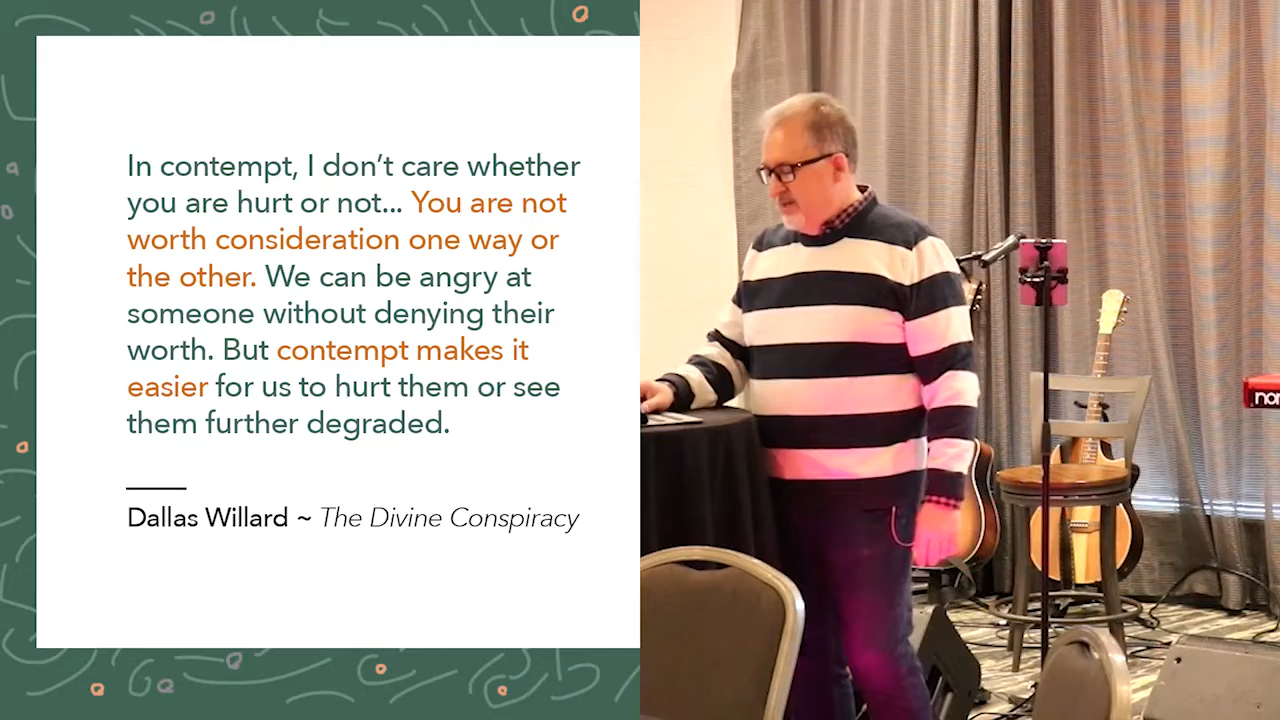 In contempt, I don’t care whether
you are hurt or not... You are not
worth consideration one way or
the other. We can be angry at
someone without denying their
worth. But contempt makes it
easier for us to hurt them or see
them further degraded.
Dallas Willard ~ The Divine Conspiracy